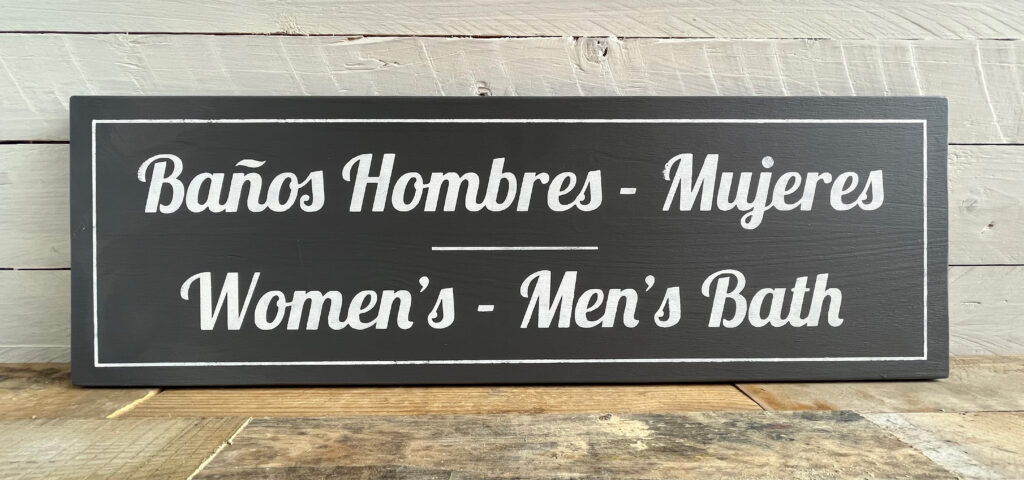 Baños Hombres - Mujeres
Women's - Men's Bath